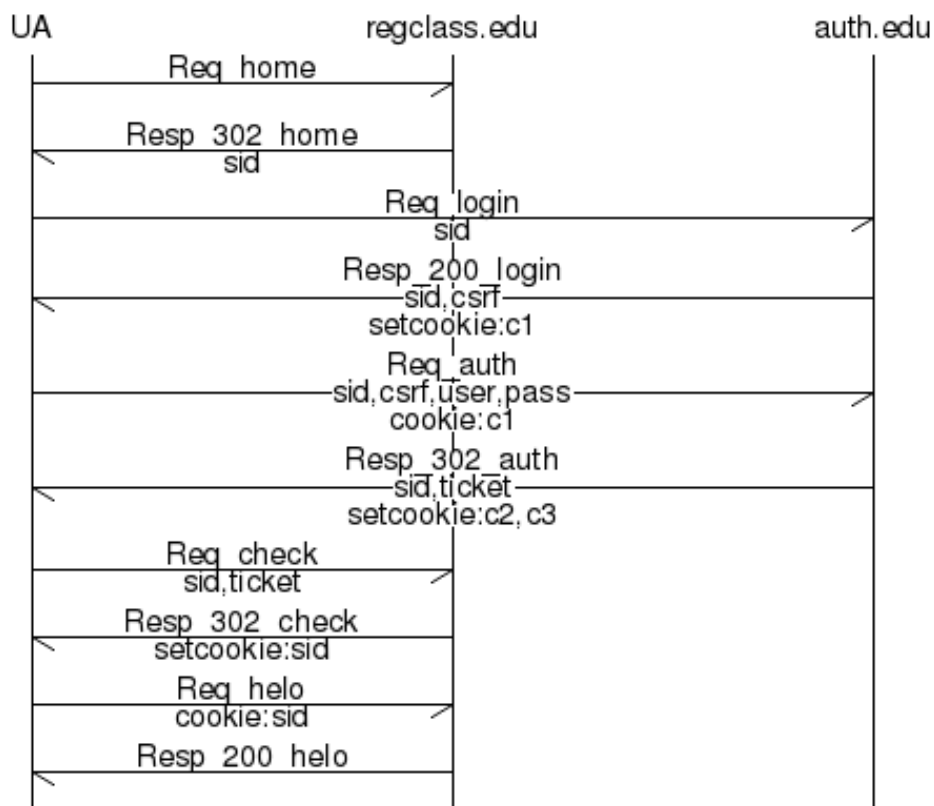 UA regclass.edu auth.edu
Req_home
Resp_302_home
sid
Req_login
sid
Resp_200_login
sid,csrf
setcookie:c1
Req_auth
sid,csrf,user,pass
cookie:c1
Resp_302_auth
sid,ticket
setcookie:c2,c3
Req_check
sid,ticket
Resp_302_check
setcookie:sid
Req_helo
cookie:sid
Resp_200_helo